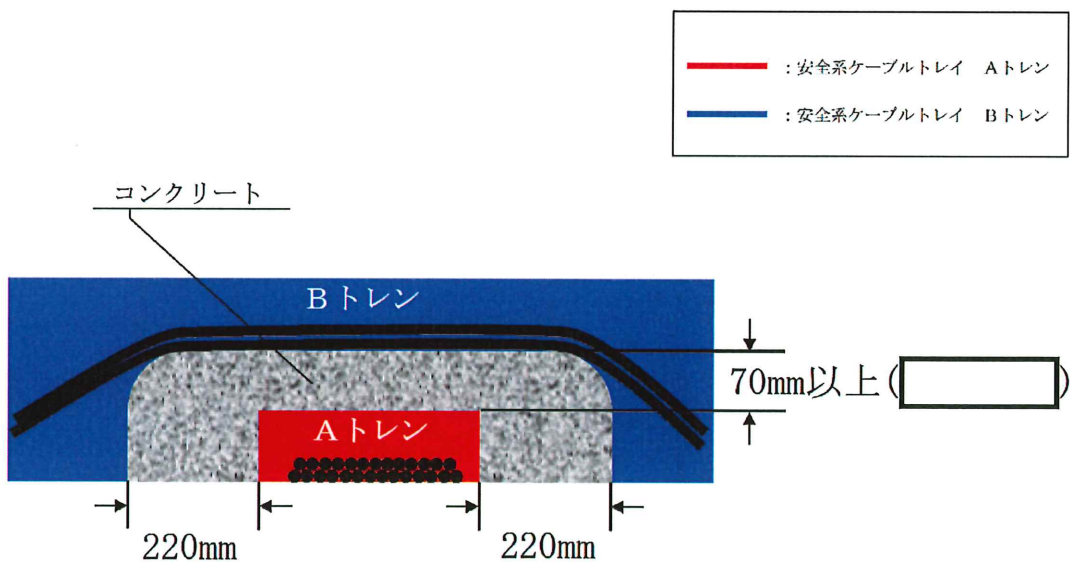 ：安全系ケーブルトレイ　Aトレン
：安全系ケーブルトレイ　Bトレン
コンクリート
Bトレン
70mm以上(　　　)
Aトレン
220mm
220mm